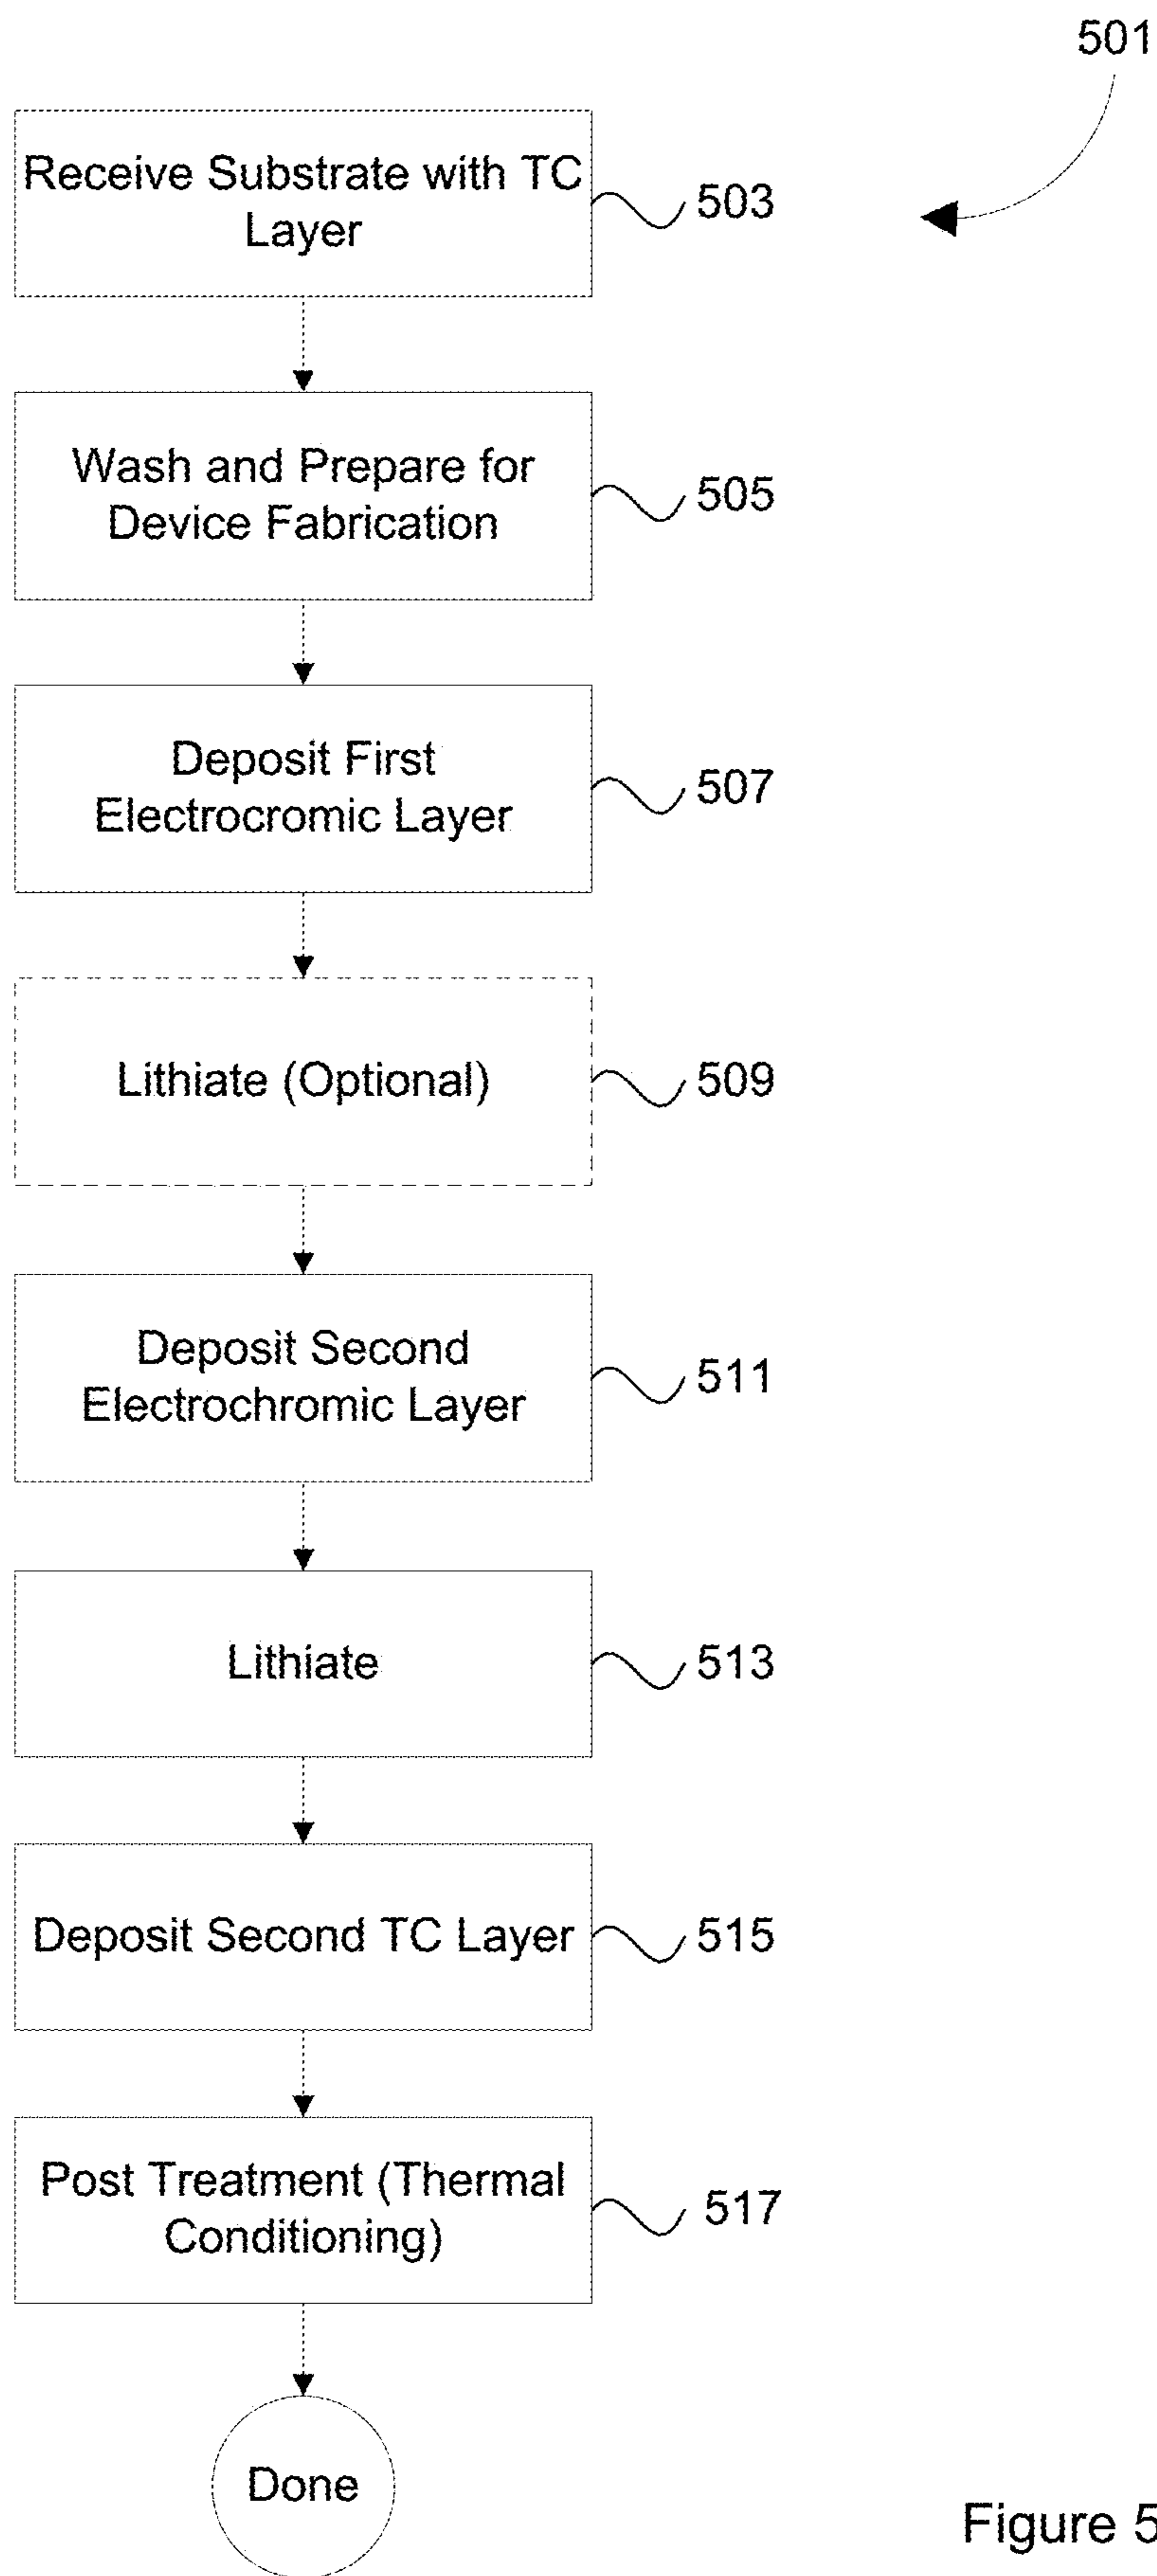 501
Receive Substrate with TC
Layer
503
Wash and Prepare for
Device Fabrication
505
Deposit First
Electrocromic Layer
507
Lithiate (Optional)
509
Deposit Second
Electrochromic Layer
511
Lithiate
513
Deposit Second TC Layer
515
Post Treatment (Thermal
Conditioning)
517
Done
Figure 5